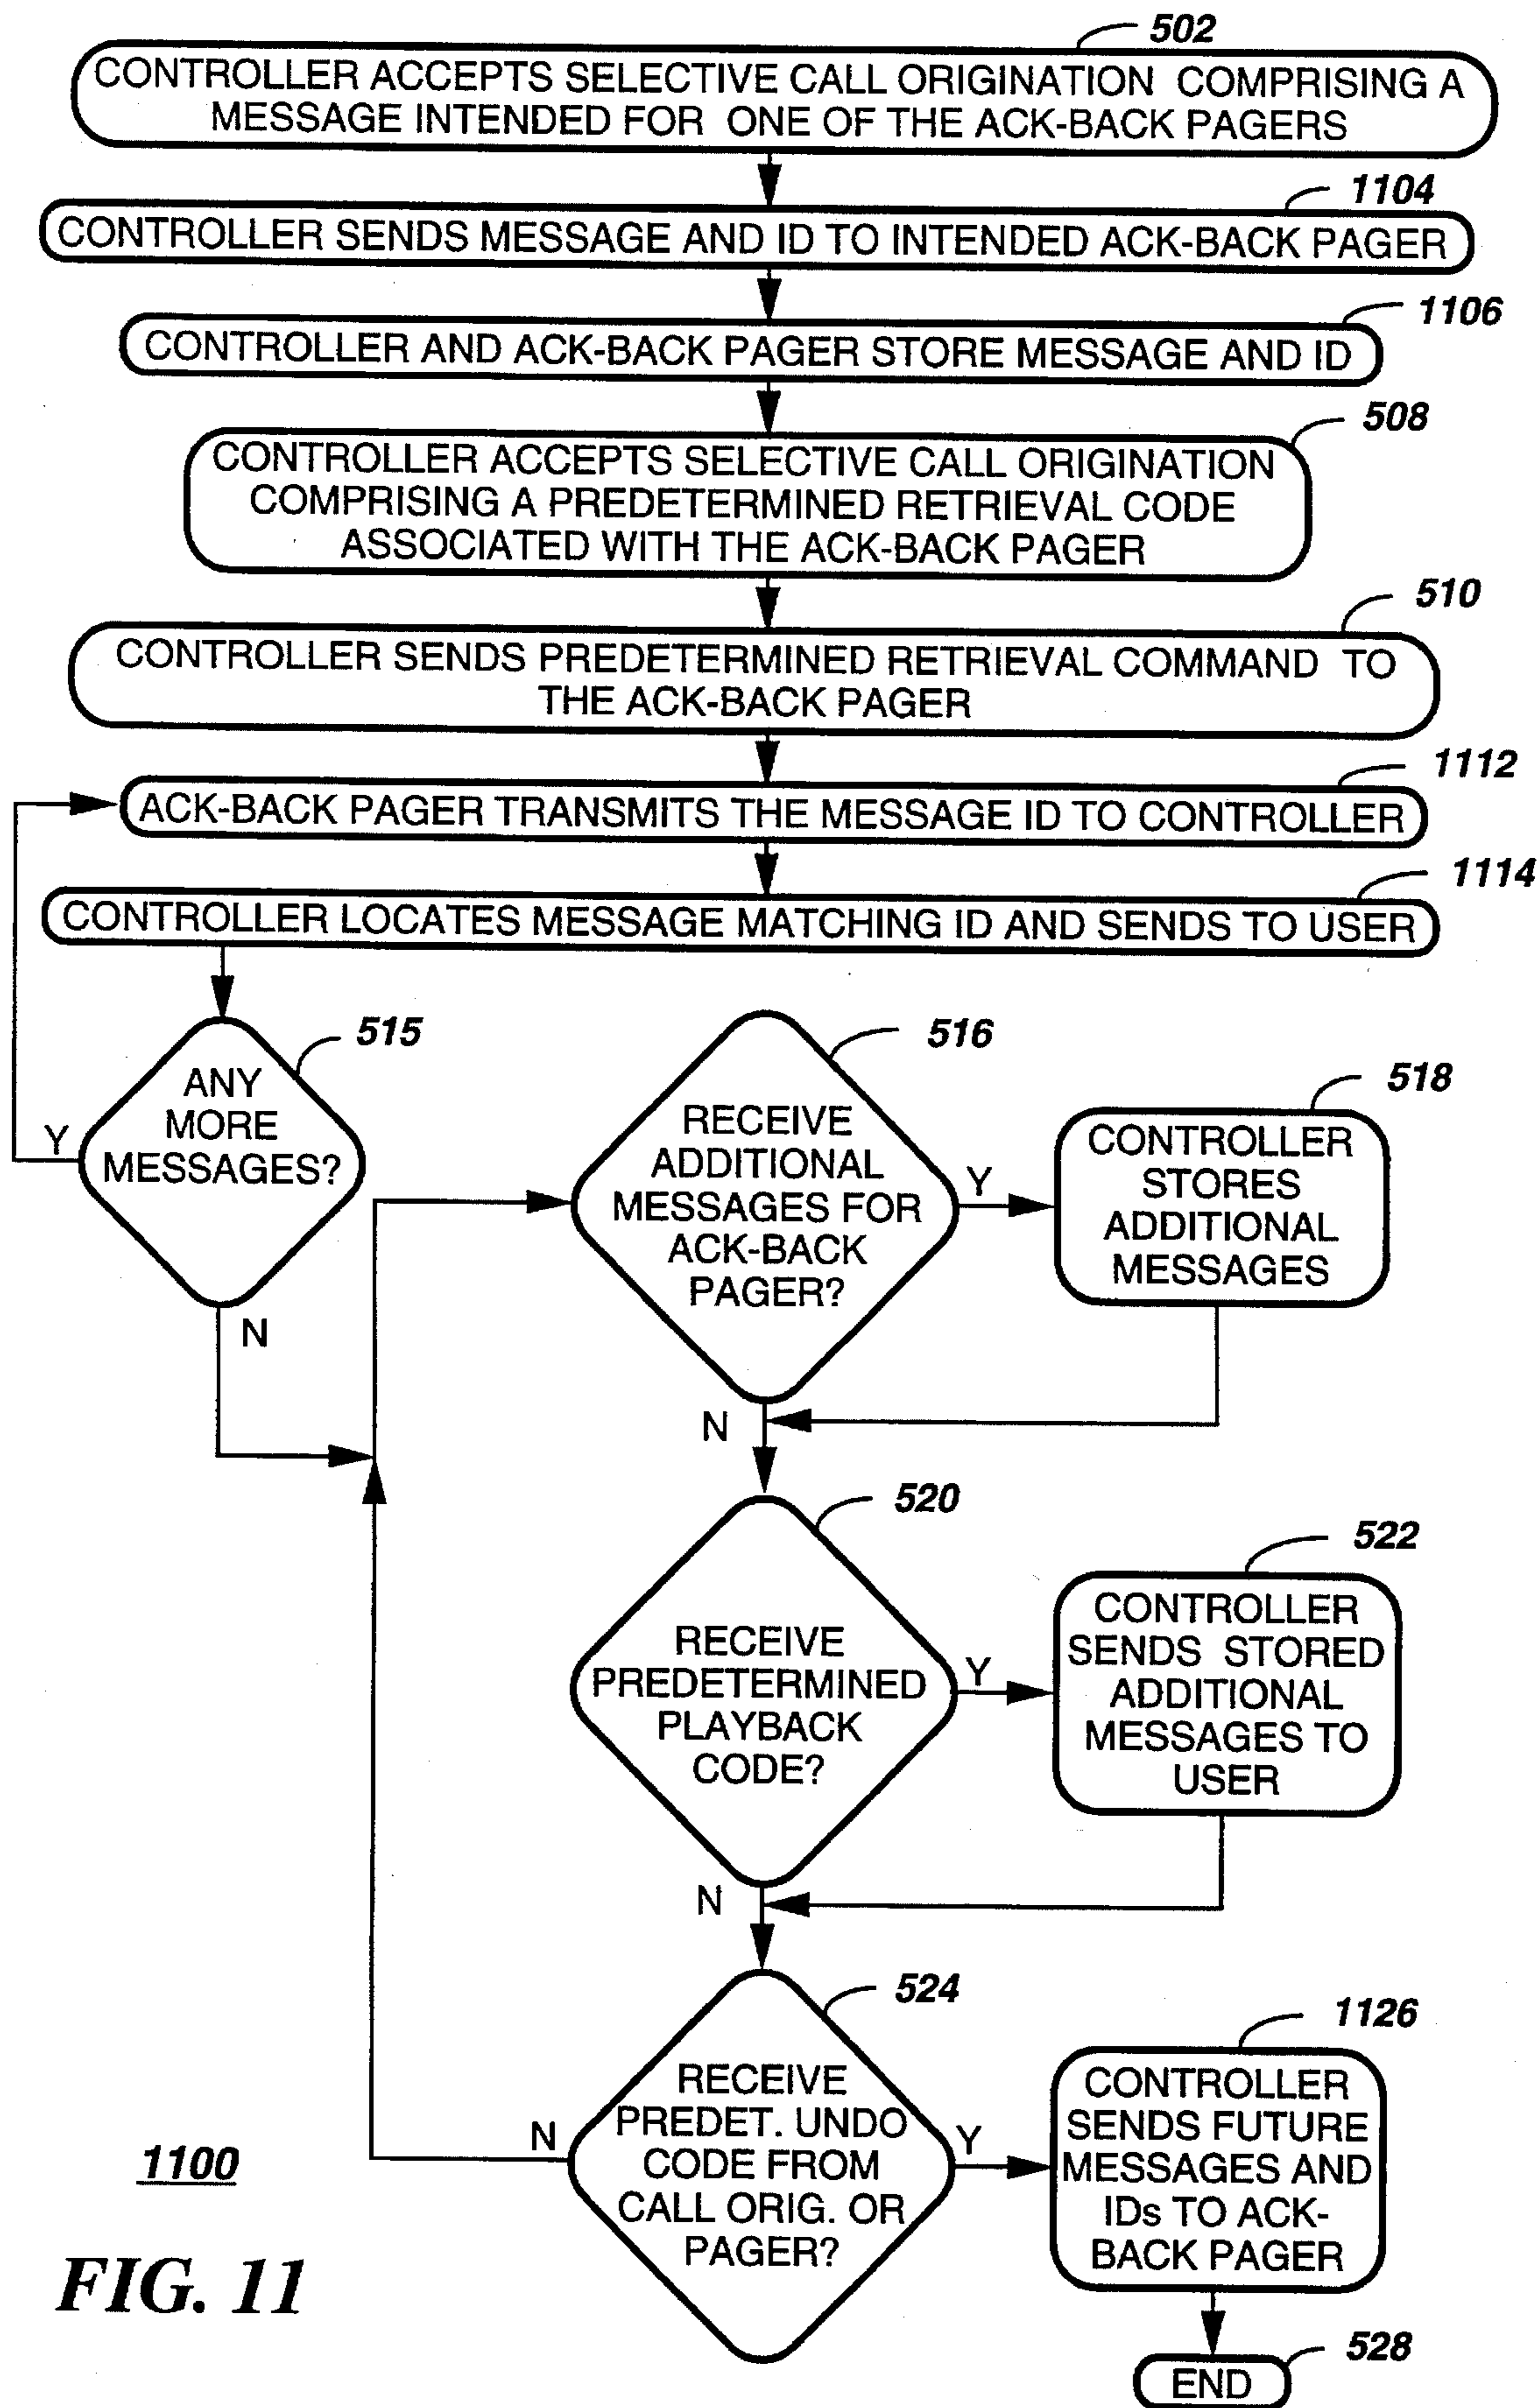 502
CONTROLLER ACCEPTS SELECTIVE CALL ORIGINATION COMPRISING A
MESSAGE INTENDED FOR ONE OF THE ACK-BACK PAGERS
1104
CONTROLLER SENDS MESSAGE AND ID TO INTENDED ACK-BACK PAGER
1106
CONTROLLER AND ACK-BACK PAGER STORE MESSAGE AND ID
508
CONTROLLER ACCEPTS SELECTIVE CALL ORIGINATION
COMPRISING A PREDETERMINED RETRIEVAL CODE
ASSOCIATED WITH THE ACK-BACK PAGER
510
CONTROLLER SENDS PREDETERMINED RETRIEVAL COMMAND TO
THE ACK-BACK PAGER
1112
ACK-BACK PAGER TRANSMITS THE MESSAGE ID TO CONTROLLER
1114
CONTROLLER LOCATES MESSAGE MATCHING ID AND SENDS TO USER
515
ANY
MORE
MESSAGES?
Y
N
516
RECEIVE
ADDITIONAL
MESSAGES FOR
ACK-BACK
PAGER?
Y
N
518
CONTROLLER
STORES
ADDITIONAL
MESSAGES
520
RECEIVE
PREDETERMINED
PLAYBACK
CODE?
Y
N
522
CONTROLLER
SENDS STORED
ADDITIONAL
MESSAGES TO
USER
524
RECEIVE
PREDET. UNDO
CODE FROM
CALL ORIG. OR
PAGER?
N
Y
1126
CONTROLLER
SENDS FUTURE
MESSAGES AND
IDs TO ACK-
BACK PAGER
528
END
1100
FIG. 11